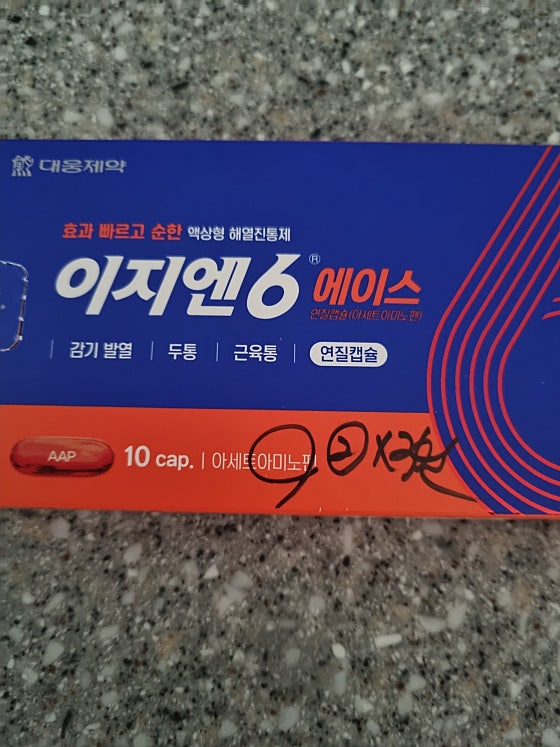 대웅제약
효과 빠르고 순한 액상형 해열진통제
이지엔6® 에이스
연질캡슐(아세트아미노펜)
감기 발열 | 두통 | 근육통 | 연질캡슐
AAP
10 cap. | 아세트아미노펜
② X